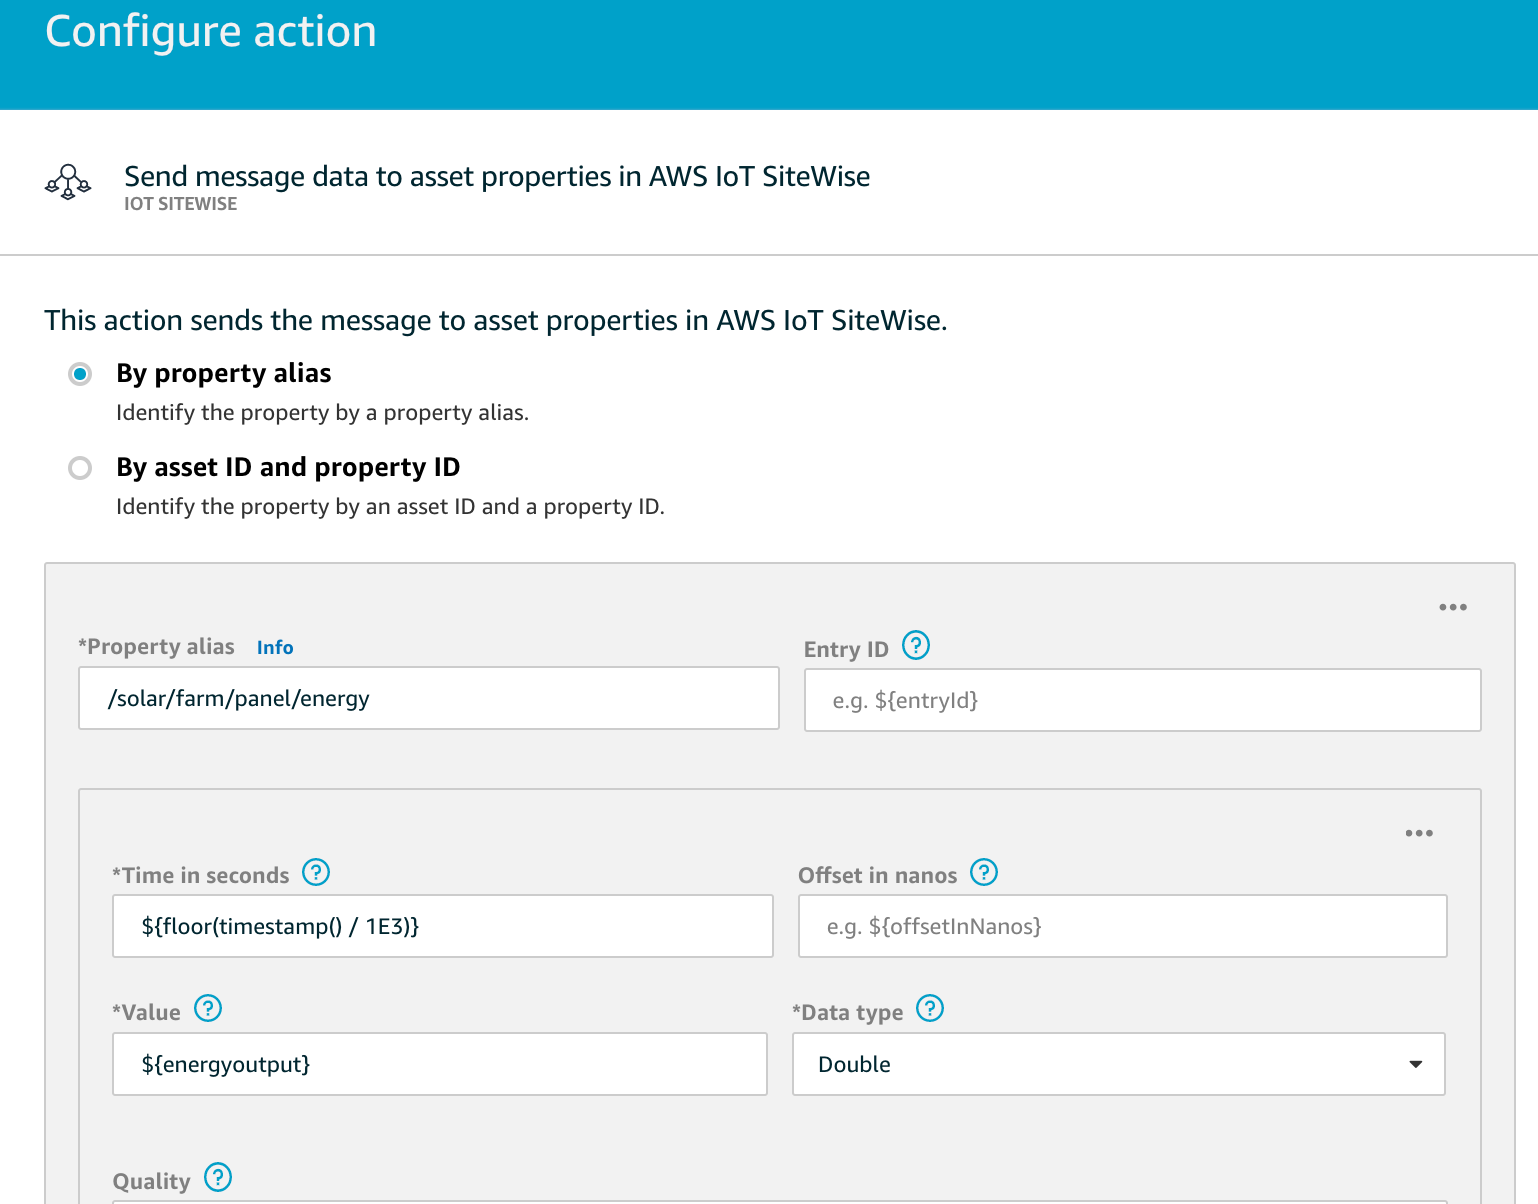 Configure action
Send message data to asset properties in AWS IoT SiteWise
IOT SITEWISE
This action sends the message to asset properties in AWS IoT SiteWise.
By property alias
Identify the property by a property alias.
By asset ID and property ID
Identify the property by an asset ID and a property ID.
*Property alias Info
Entry ID ?
/solar/farm/panel/energy
e.g. ${entryId}
*Time in seconds ?
Offset in nanos ?
${floor(timestamp() / 1E3)}
e.g. ${offsetInNanos}
*Value ?
*Data type ?
${energyoutput}
Double
Quality ?